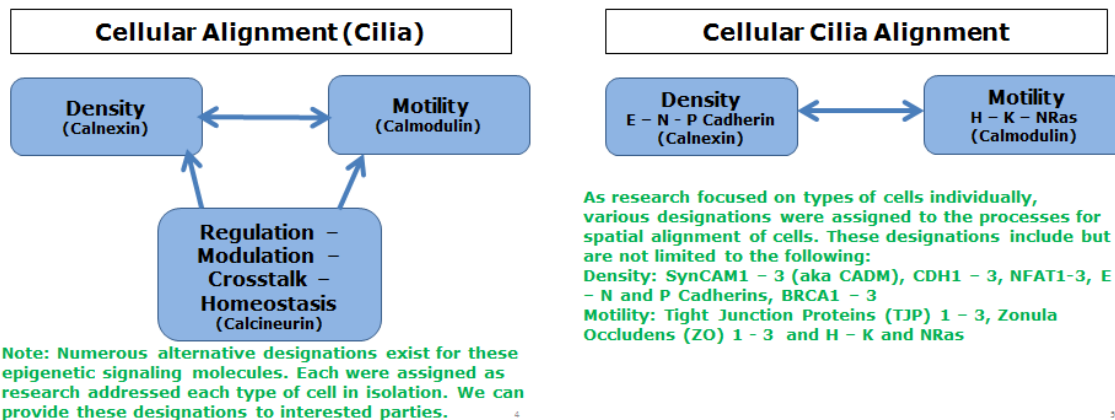 Cellular Alignment (Cilia)
Density
(Calnexin)
Motility
(Calmodulin)
Regulation –
Modulation –
Crosstalk –
Homeostasis
(Calcineurin)
Note: Numerous alternative designations exist for these
epigenetic signaling molecules. Each were assigned as
research addressed each type of cell in isolation. We can
provide these designations to interested parties.
4
Cellular Cilia Alignment
Density
E – N - P Cadherin
(Calnexin)
Motility
H – K – NRas
(Calmodulin)
As research focused on types of cells individually,
various designations were assigned to the processes for
spatial alignment of cells. These designations include but
are not limited to the following:
Density: SynCAM1 – 3 (aka CADM), CDH1 – 3, NFAT1-3, E
– N and P Cadherins, BRCA1 – 3
Motility: Tight Junction Proteins (TJP) 1 – 3, Zonula
Occludens (ZO) 1 - 3 and H – K and NRas
5